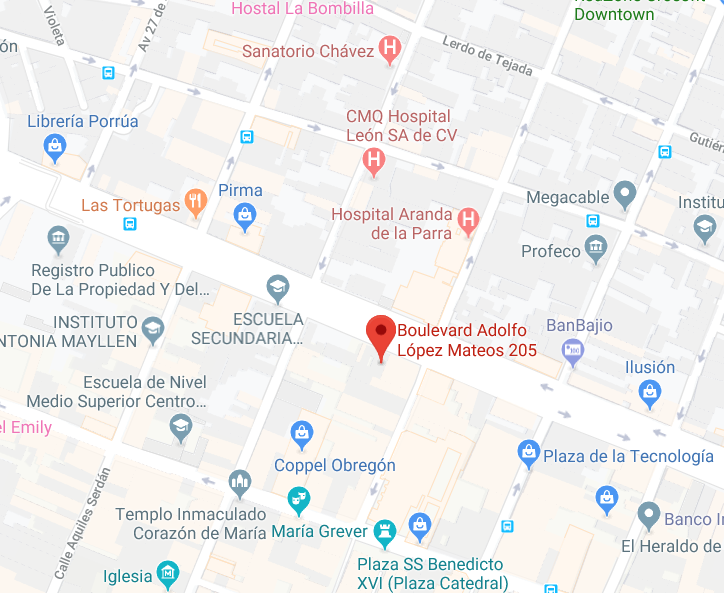 Hostal La Bombilla
Downtown
Violeta
Av 27 de
ón
Sanatorio Chávez
Lerdo de Tejada
Librería Porrúa
CMQ Hospital
León SA de CV
Gutién
Las Tortugas
Pirma
Megacable
Institu
Hospital Aranda
de la Parra
Profeco
Registro Publico
De La Propiedad Y Del...
INSTITUTO
NTONIA MAYLLEN
ESCUELA
SECUNDARIA...
Boulevard Adolfo
López Mateos 205
BanBajio
Ilusión
Escuela de Nivel
Medio Superior Centro...
el Emily
Coppel Obregón
Plaza de la Tecnología
Calle Aquiles Serdán
Templo Inmaculado
Corazón de María
María Grever
Banco In
El Heraldo de
Plaza SS Benedicto
XVI (Plaza Catedral)
Iglesia